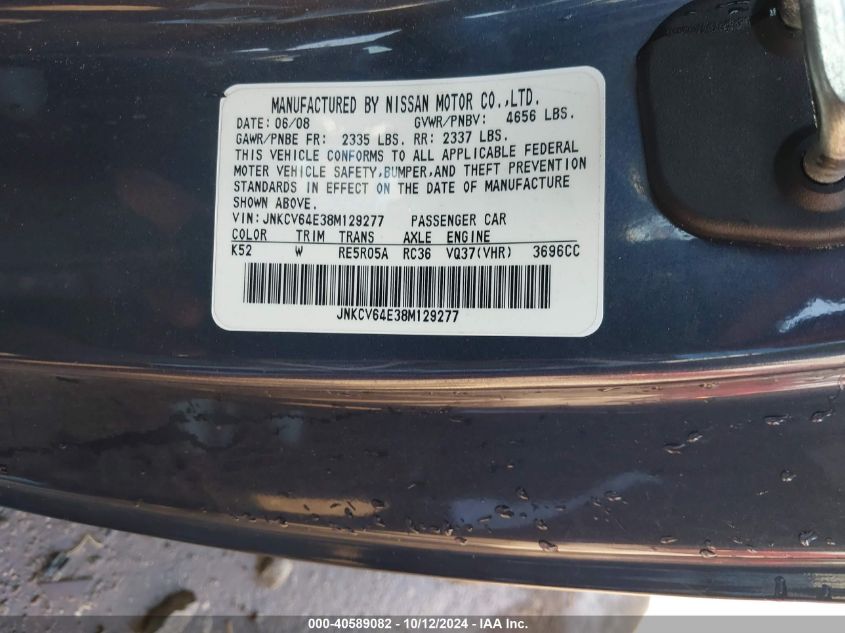 MANUFACTURED BY NISSAN MOTOR CO.,LTD.
DATE: 06/08 GVWR/PNBV: 4656 LBS.
GAWR/PNBE FR: 2335 LBS. RR: 2337 LBS.
THIS VEHICLE CONFORMS TO ALL APPLICABLE FEDERAL
MOTER VEHICLE SAFETY,BUMPER,AND THEFT PREVENTION
STANDARDS IN EFFECT ON THE DATE OF MANUFACTURE
SHOWN ABOVE.
VIN:JNKCV64E38M129277 PASSENGER CAR
COLOR TRIM TRANS AXLE ENGINE
K52 W RE5R05A RC36 VQ37(VHR) 3696CC
JNKCV64E38M129277
000-40589082 - 10/12/2024 - IAA Inc.